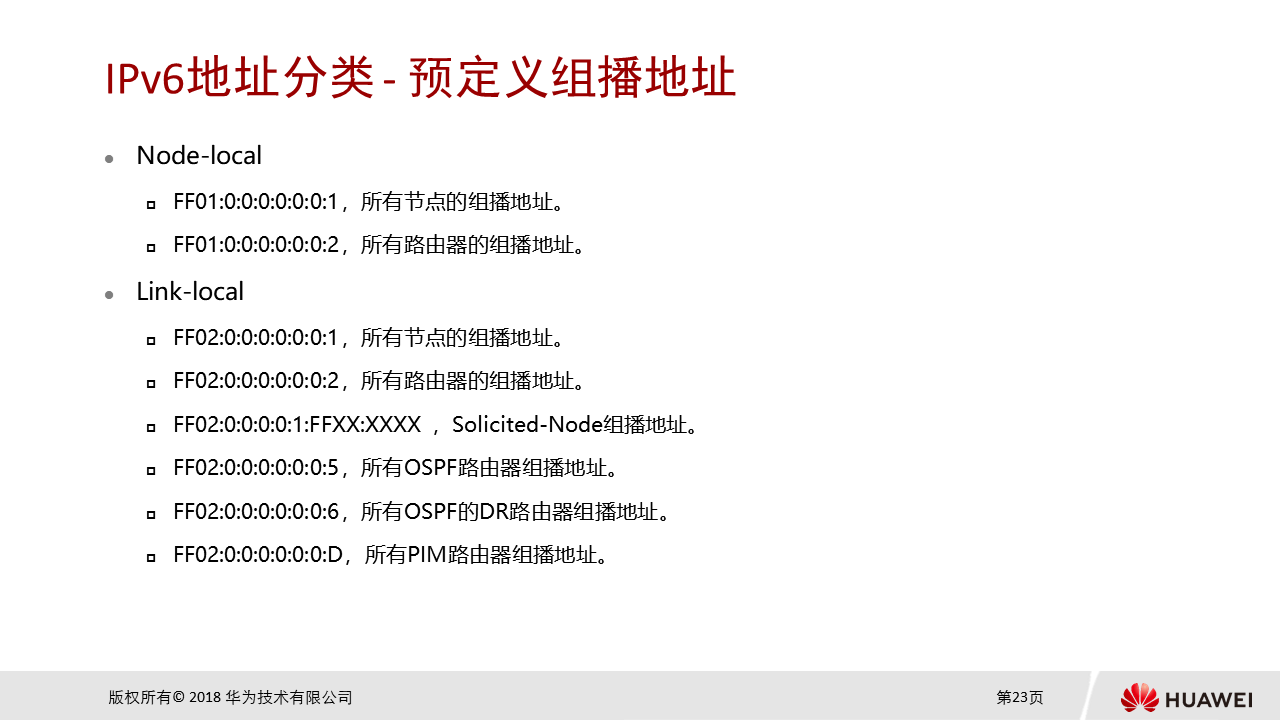 IPv6地址分类 - 预定义组播地址
Node-local
FF01:0:0:0:0:0:0:1，所有节点的组播地址。
FF01:0:0:0:0:0:0:2，所有路由器的组播地址。
Link-local
FF02:0:0:0:0:0:0:1，所有节点的组播地址。
FF02:0:0:0:0:0:0:2，所有路由器的组播地址。
FF02:0:0:0:0:1:FFXX:XXXX ，Solicited-Node组播地址。
FF02:0:0:0:0:0:0:5，所有OSPF路由器组播地址。
FF02:0:0:0:0:0:0:6，所有OSPF的DR路由器组播地址。
FF02:0:0:0:0:0:0:D，所有PIM路由器组播地址。
版权所有© 2018 华为技术有限公司
第23页
HUAWEI